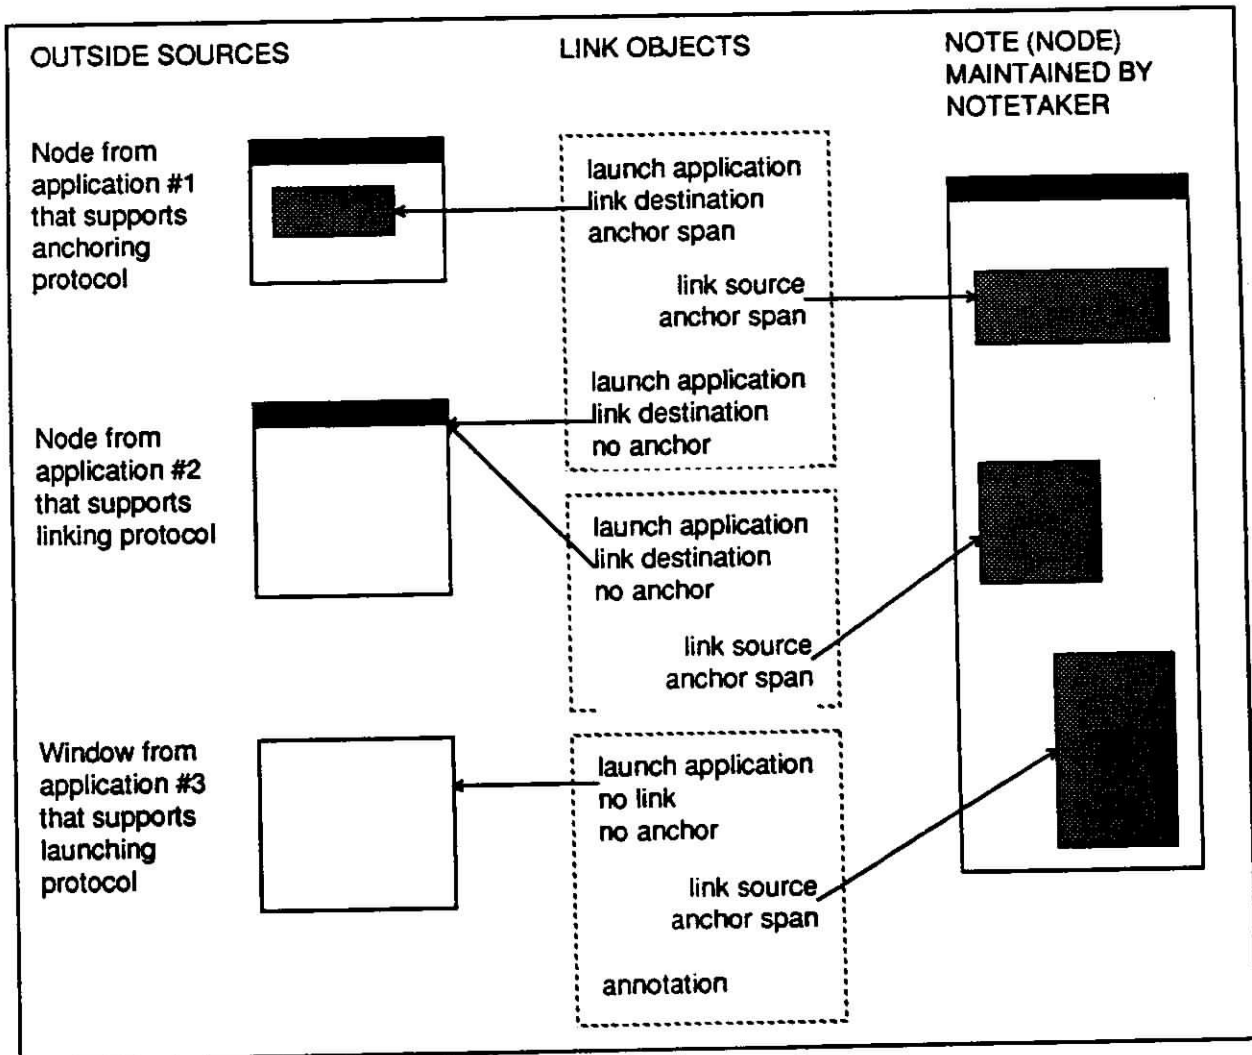 OUTSIDE SOURCES
LINK OBJECTS
NOTE (NODE)
MAINTAINED BY
NOTETAKER
Node from
application #1
that supports
anchoring
protocol
launch application
link destination
anchor span
link source
anchor span
launch application
link destination
no anchor
Node from
application #2
that supports
linking protocol
launch application
link destination
no anchor
link source
anchor span
Window from
application #3
that supports
launching
protocol
launch application
no link
no anchor
link source
anchor span
annotation